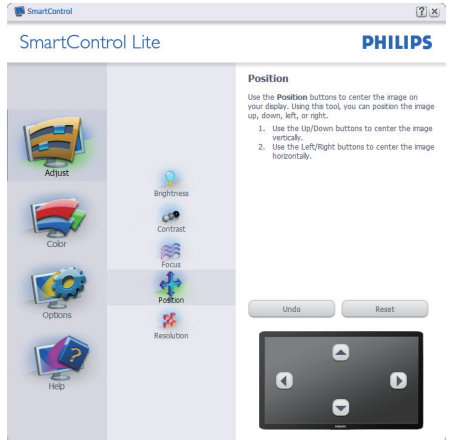 SmartControl
? ×
SmartControl Lite
PHILIPS
Adjust
Color
Options
Help
Brightness
Contrast
Focus
Position
Resolution
Position
Use the Position buttons to center the image on
your display. Using this tool, you can position the image
up, down, left, or right.
1. Use the Up/Down buttons to center the image
vertically.
2. Use the Left/Right buttons to center the image
horizontally.
Undo
Reset
PHILIPS